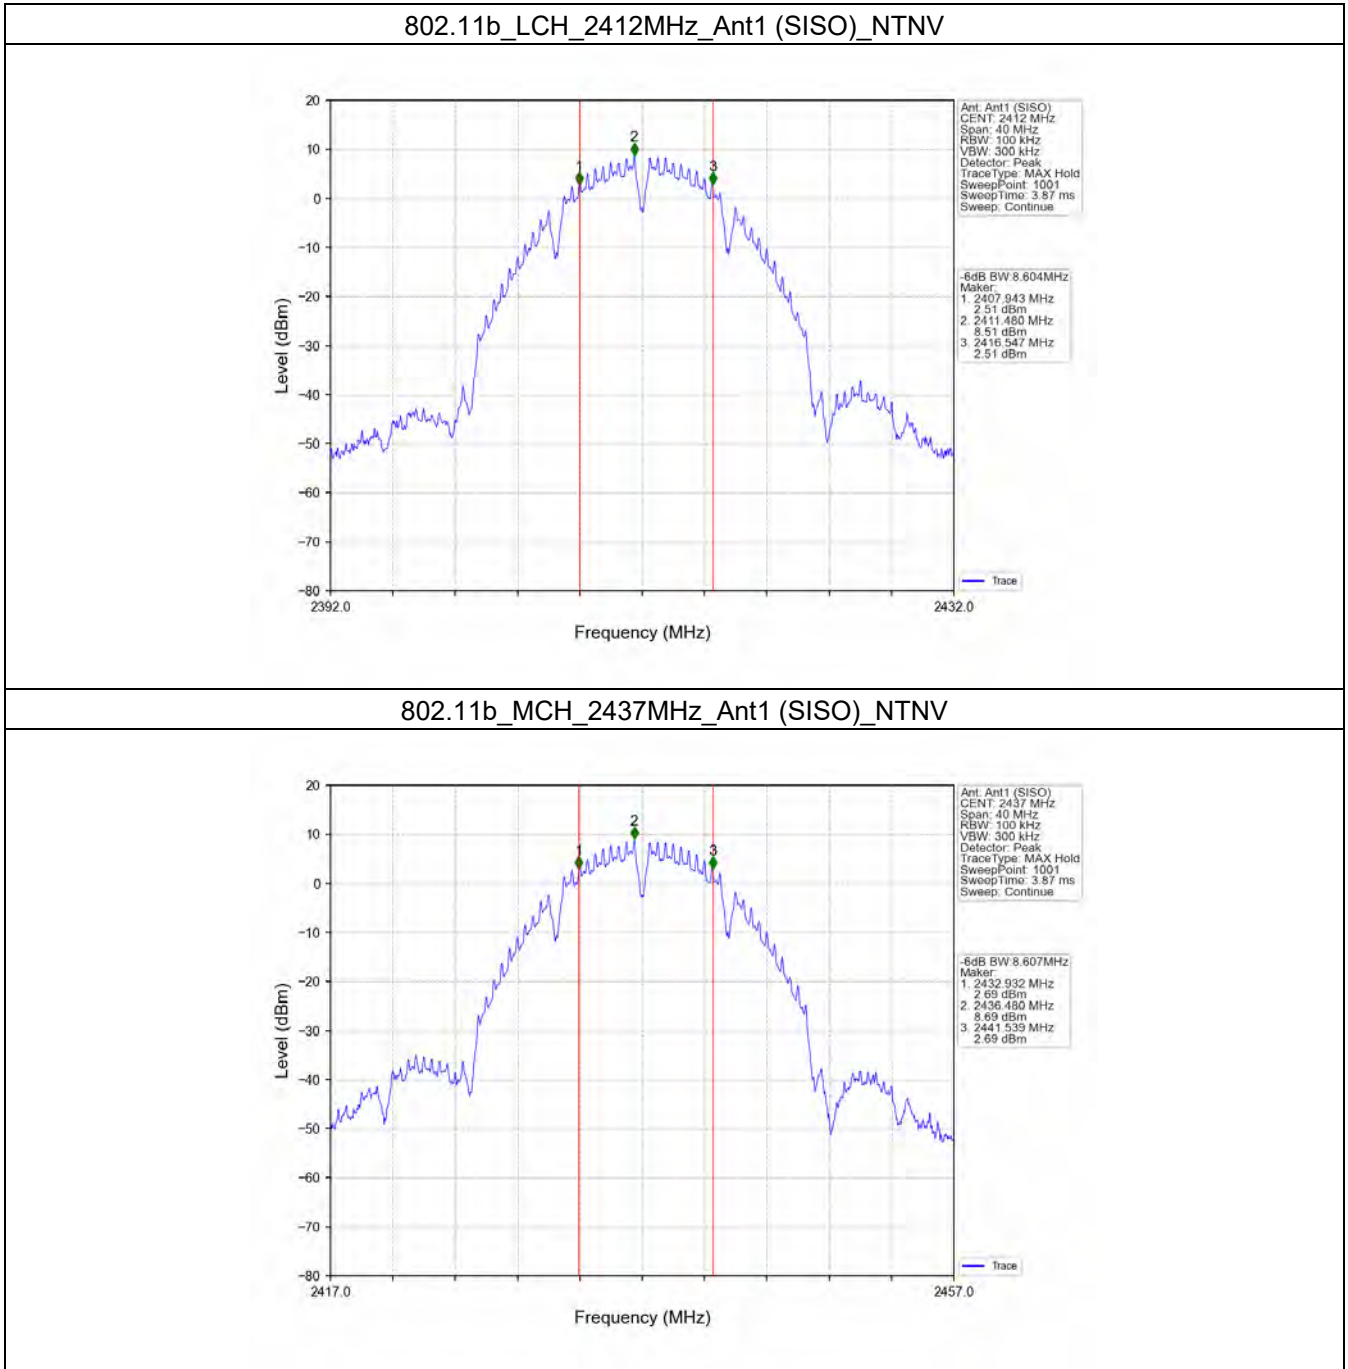 802.11b_LCH_2412MHz_Ant1 (SISO)_NTNV
20
10
0
−10
−20
−30
−40
−50
−60
−70
−80
Level (dBm)
1
2
3
2392.0
2432.0
Frequency (MHz)
Ant: Ant1 (SISO)
CENT: 2412 MHz
Span: 40 MHz
RBW: 100 kHz
VBW: 300 kHz
Detector: Peak
TraceType: MAX Hold
SweepPoint: 1001
SweepTime: 3.87 ms
Sweep: Continue
-6dB BW:8.604MHz
Maker:
1. 2407.943 MHz
2.51 dBm
2. 2411.480 MHz
8.51 dBm
3. 2416.547 MHz
2.51 dBm
Trace
802.11b_MCH_2437MHz_Ant1 (SISO)_NTNV
20
10
0
−10
−20
−30
−40
−50
−60
−70
−80
Level (dBm)
1
2
3
2417.0
2457.0
Frequency (MHz)
Ant: Ant1 (SISO)
CENT: 2437 MHz
Span: 40 MHz
RBW: 100 kHz
VBW: 300 kHz
Detector: Peak
TraceType: MAX Hold
SweepPoint: 1001
SweepTime: 3.87 ms
Sweep: Continue
-6dB BW:8.607MHz
Maker:
1. 2432.932 MHz
2.69 dBm
2. 2436.480 MHz
8.69 dBm
3. 2441.539 MHz
2.69 dBm
Trace